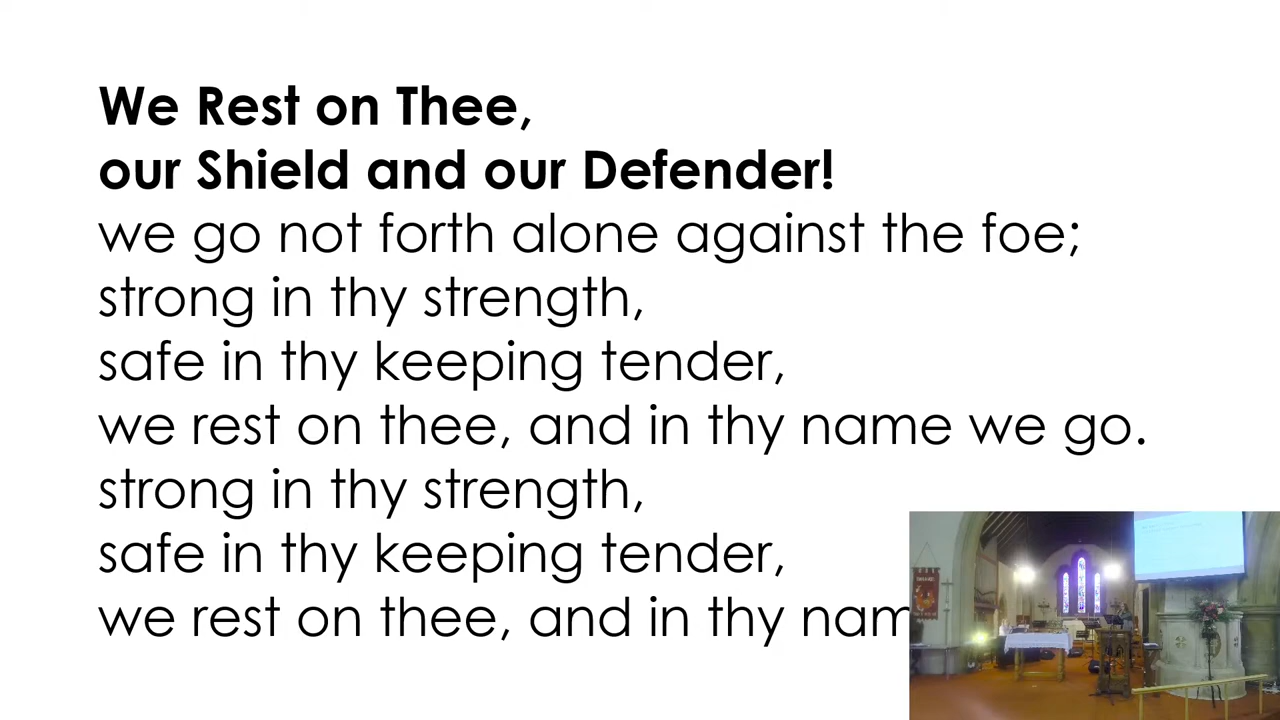 We Rest on Thee,
our Shield and our Defender!
we go not forth alone against the foe;
strong in thy strength,
safe in thy keeping tender,
we rest on thee, and in thy name we go.
strong in thy strength,
safe in thy keeping tender,
we rest on thee, and in thy nam